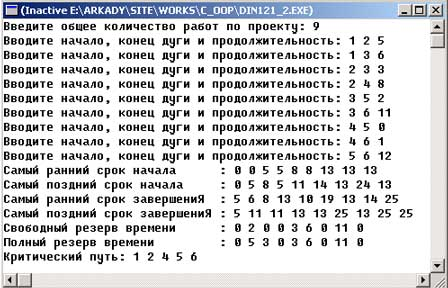 (Inactive E:\ARKADY\SITE\WORKS\C_OOP\DIN121_2.EXE)
Введите общее количество работ по проекту: 9
Вводите начало, конец дуги и продолжительность: 1 2 5
Вводите начало, конец дуги и продолжительность: 1 3 6
Вводите начало, конец дуги и продолжительность: 2 3 3
Вводите начало, конец дуги и продолжительность: 2 4 8
Вводите начало, конец дуги и продолжительность: 3 5 2
Вводите начало, конец дуги и продолжительность: 3 6 11
Вводите начало, конец дуги и продолжительность: 4 5 0
Вводите начало, конец дуги и продолжительность: 4 6 1
Вводите начало, конец дуги и продолжительность: 5 6 12
Самый ранний срок начала : 0 0 5 5 8 8 13 13 13
Самый поздний срок начала : 0 5 8 5 11 14 13 24 13
Самый ранний срок завершениЯ : 5 6 8 13 10 19 13 14 25
Самый поздний срок завершениЯ : 5 11 11 13 13 25 13 25 25
Свободный резерв времени : 0 2 0 0 3 6 0 11 0
Полный резерв времени : 0 5 3 0 3 6 0 11 0
Критический путь: 1 2 4 5 6